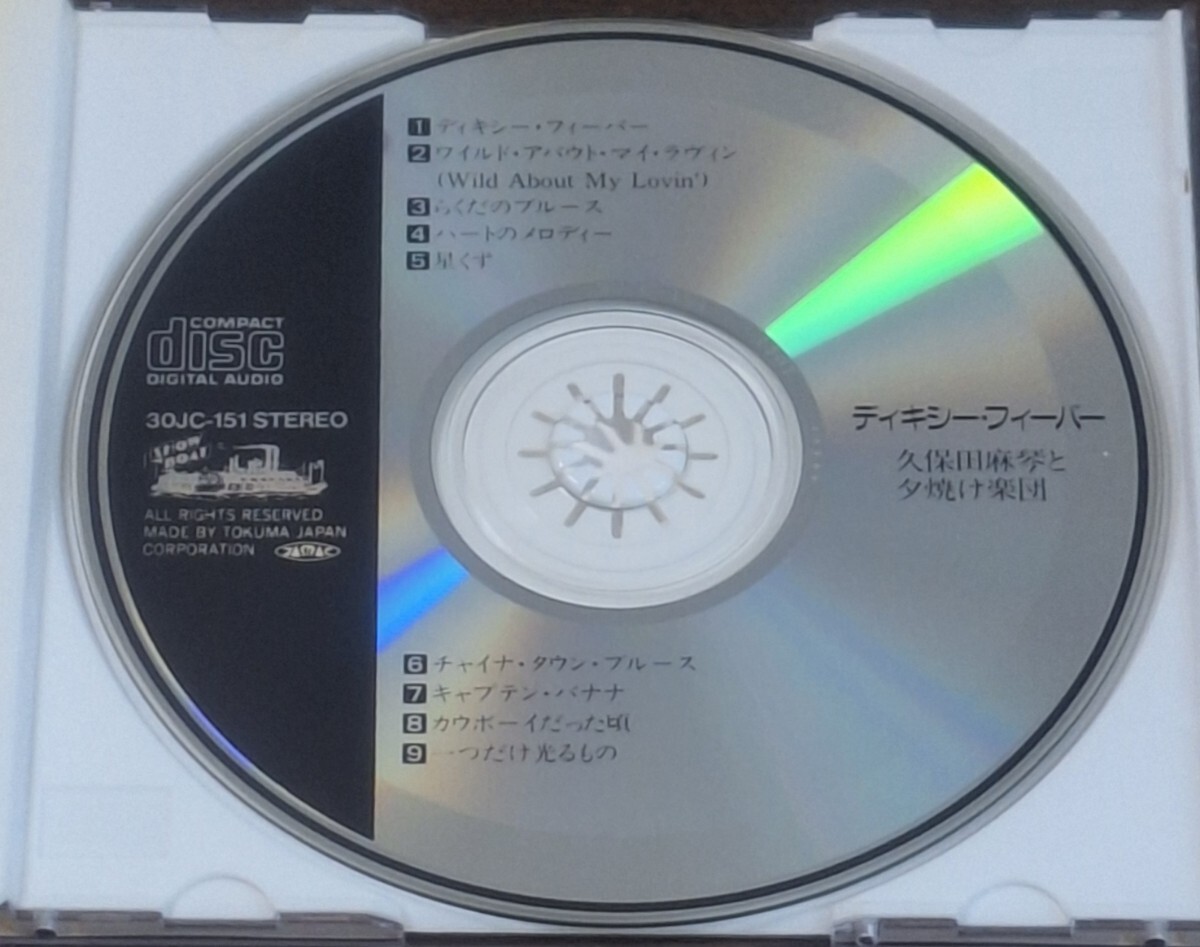 1 ディキシー・フィーバー
2 ワイルド・アバウト・マイ・ラヴィン
(Wild About My Lovin')
3 らくだのブルース
4 ハートのメロディー
5 星くず
COMPACT
disc
DIGITAL AUDIO
30JC-151 STEREO
SHOW
BOAT
ALL RIGHTS RESERVED
MADE BY TOKUMA JAPAN
CORPORATION JASRAC
ディキシー・フィーバー
久保田麻琴と
夕焼け楽団
6 チャイナ・タウン・ブルース
7 キャプテン・バナナ
8 カウボーイだった頃
9 一つだけ光るもの